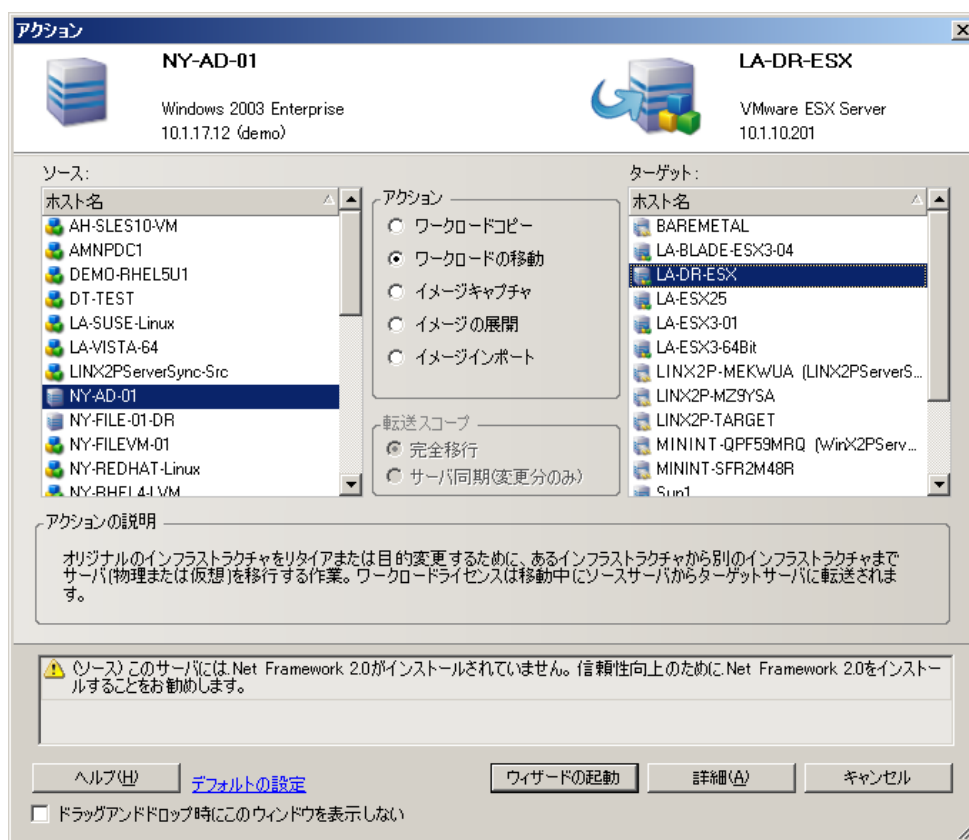 アクション
NY-AD-01
Windows 2003 Enterprise
10.1.17.12 (demo)
LA-DR-ESX
VMware ESX Server
10.1.10.201
ソース:
ホスト名
AH-SLES10-VM
AMNPDC1
DEMO-RHEL5U1
DT-TEST
LA-SUSE-Linux
LA-VISTA-64
LINX2PServerSync-Src
NY-AD-01
NY-FILE-01-DR
NY-FILEVM-01
NY-REDHAT-Linux
NY-RHEL4-LVM
アクション
ワークロードコピー
ワークロードの移動
イメージキャプチャ
イメージの展開
イメージインポート
転送スコープ
完全移行
サーバ同期(変更分のみ)
ターゲット:
ホスト名
BAREMETAL
LA-BLADE-ESX3-04
LA-DR-ESX
LA-ESX25
LA-ESX3-01
LA-ESX3-64Bit
LINX2P-MEKWUA (LINX2PServerS...
LINX2P-MZ9YSA
LINX2P-TARGET
MININT-QPF59MRQ (WinX2PServ...
MININT-SFR2M48R
Sun1
アクションの説明
オリジナルのインフラストラクチャをリタイアまたは目的変更するために、あるインフラストラクチャから別のインフラストラクチャまで
サーバ(物理または仮想)を移行する作業。ワークロードライセンスは移動中にソースサーバからターゲットサーバに転送されま
す。
(ソース) このサーバには.Net Framework 2.0がインストールされていません。信頼性向上のために.Net Framework 2.0をインストー
ルすることをお勧めします。
ヘルプ(H)
デフォルトの設定
ウィザードの起動
詳細(A)
キャンセル
ドラッグアンドドロップ時にこのウィンドウを表示しない